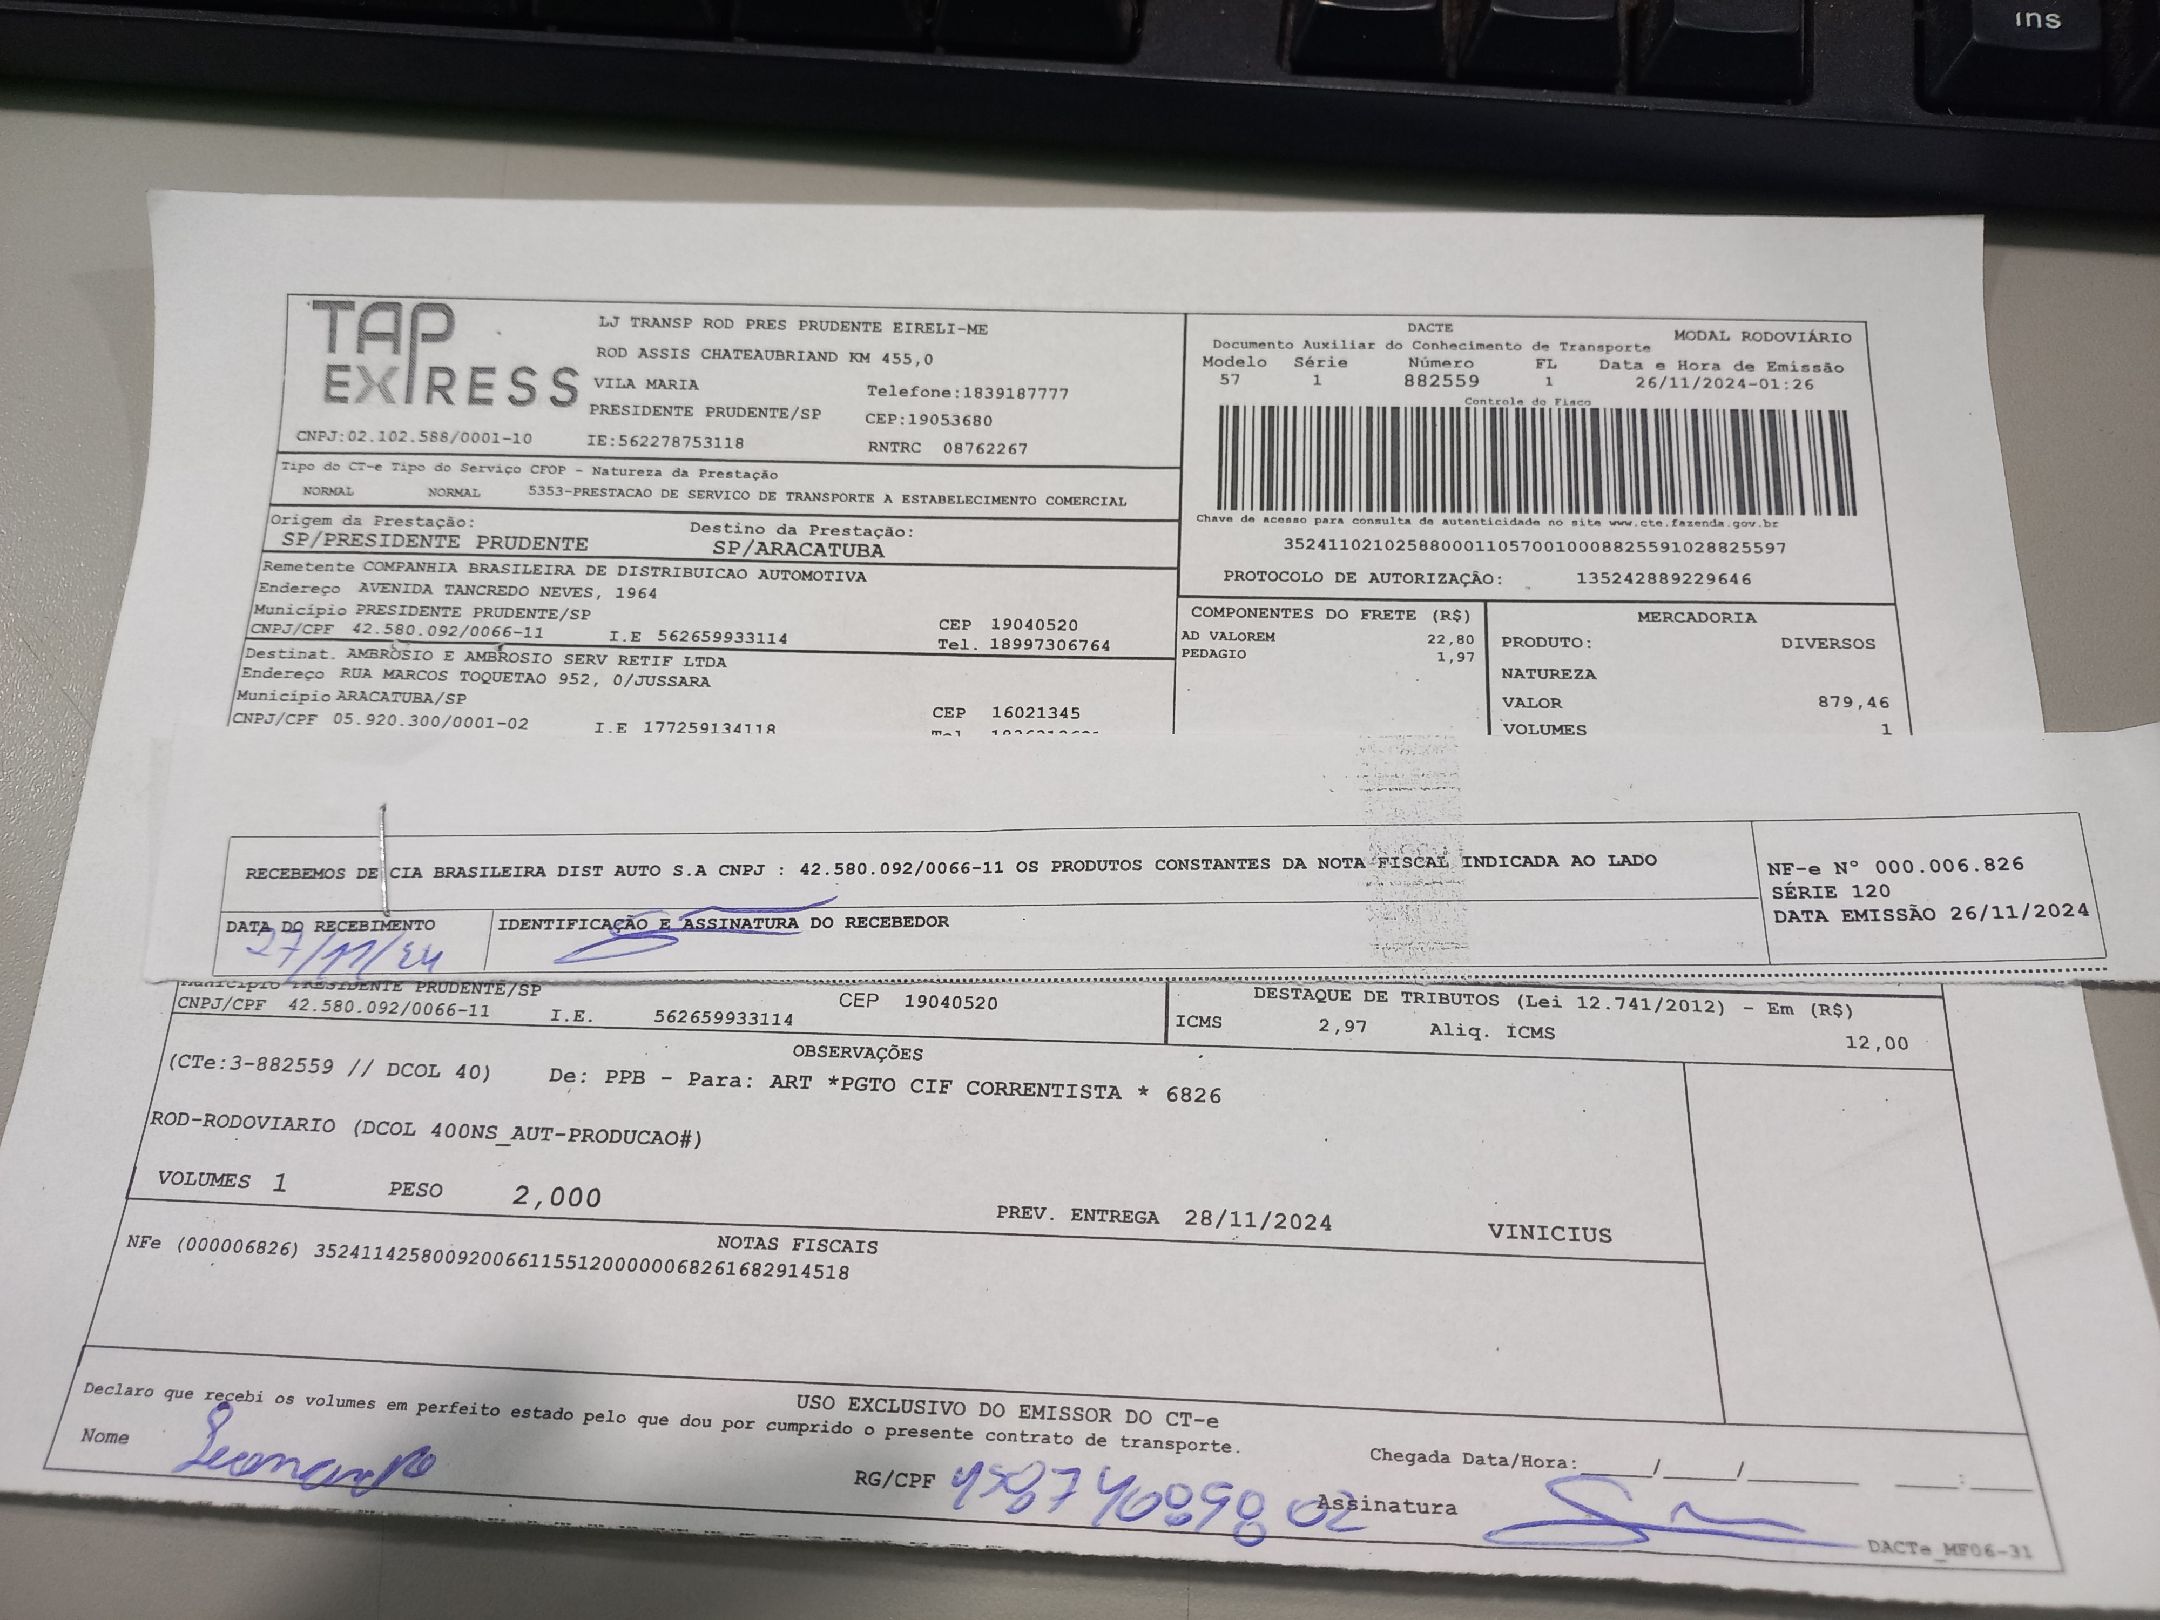 ins
TAP EXPRESS
LJ TRANSP ROD PRES PRUDENTE EIRELI-ME
ROD ASSIS CHATEAUBRIAND KM 455,0
VILA MARIA Telefone:1839187777
PRESIDENTE PRUDENTE/SP CEP:19053680
CNPJ:02.102.588/0001-10 IE:562278753118 RNTRC 08762267
DACTE MODAL RODOVIÁRIO
Documento Auxiliar do Conhecimento de Transporte
Modelo Série Número FL Data e Hora de Emissão
57 1 882559 1 26/11/2024-01:26
Controle do Fisco
Chave de acesso para consulta de autenticidade no site www.cte.fazenda.gov.br
35241102102588000110570010008825591028825597
PROTOCOLO DE AUTORIZAÇÃO: 135242889229646
Tipo do CT-e Tipo do Serviço CFOP - Natureza da Prestação
NORMAL NORMAL 5353-PRESTACAO DE SERVICO DE TRANSPORTE A ESTABELECIMENTO COMERCIAL
Origem da Prestação: Destino da Prestação:
SP/PRESIDENTE PRUDENTE SP/ARACATUBA
Remetente COMPANHIA BRASILEIRA DE DISTRIBUICAO AUTOMOTIVA
Endereço AVENIDA TANCREDO NEVES, 1964
Município PRESIDENTE PRUDENTE/SP CEP 19040520
CNPJ/CPF 42.580.092/0066-11 I.E 562659933114 Tel. 18997306764
Destinat. AMBROSIO E AMBROSIO SERV RETIF LTDA
Endereço RUA MARCOS TOQUETAO 952, 0/JUSSARA
Município ARACATUBA/SP CEP 16021345
CNPJ/CPF 05.920.300/0001-02 I.E 177259134118
COMPONENTES DO FRETE (R$)
AD VALOREM 22,80
PEDAGIO 1,97
MERCADORIA
PRODUTO: DIVERSOS
NATUREZA
VALOR 879,46
VOLUMES 1
RECEBEMOS DE CIA BRASILEIRA DIST AUTO S.A CNPJ : 42.580.092/0066-11 OS PRODUTOS CONSTANTES DA NOTA FISCAL INDICADA AO LADO
NF-e Nº 000.006.826
SÉRIE 120
DATA EMISSÃO 26/11/2024
DATA DO RECEBIMENTO IDENTIFICAÇÃO E ASSINATURA DO RECEBEDOR
27/11/24
Município PRESIDENTE PRUDENTE/SP
CNPJ/CPF 42.580.092/0066-11 I.E. 562659933114 CEP 19040520
DESTAQUE DE TRIBUTOS (Lei 12.741/2012) - Em (R$)
ICMS 2,97 Aliq. ICMS 12,00
OBSERVAÇÕES
(CTe:3-882559 // DCOL 40) De: PPB - Para: ART *PGTO CIF CORRENTISTA * 6826
ROD-RODOVIARIO (DCOL 400NS_AUT-PRODUCAO#)
VOLUMES 1 PESO 2,000 PREV. ENTREGA 28/11/2024 VINICIUS
NOTAS FISCAIS
NFe (000006826) 35241142580092006611551200000068261682914518
USO EXCLUSIVO DO EMISSOR DO CT-e
Declaro que recebi os volumes em perfeito estado pelo que dou por cumprido o presente contrato de transporte.
Nome Leonardo RG/CPF Chegada Data/Hora:____/____/______ ____:____
Assinatura
DACTe_MF06-31